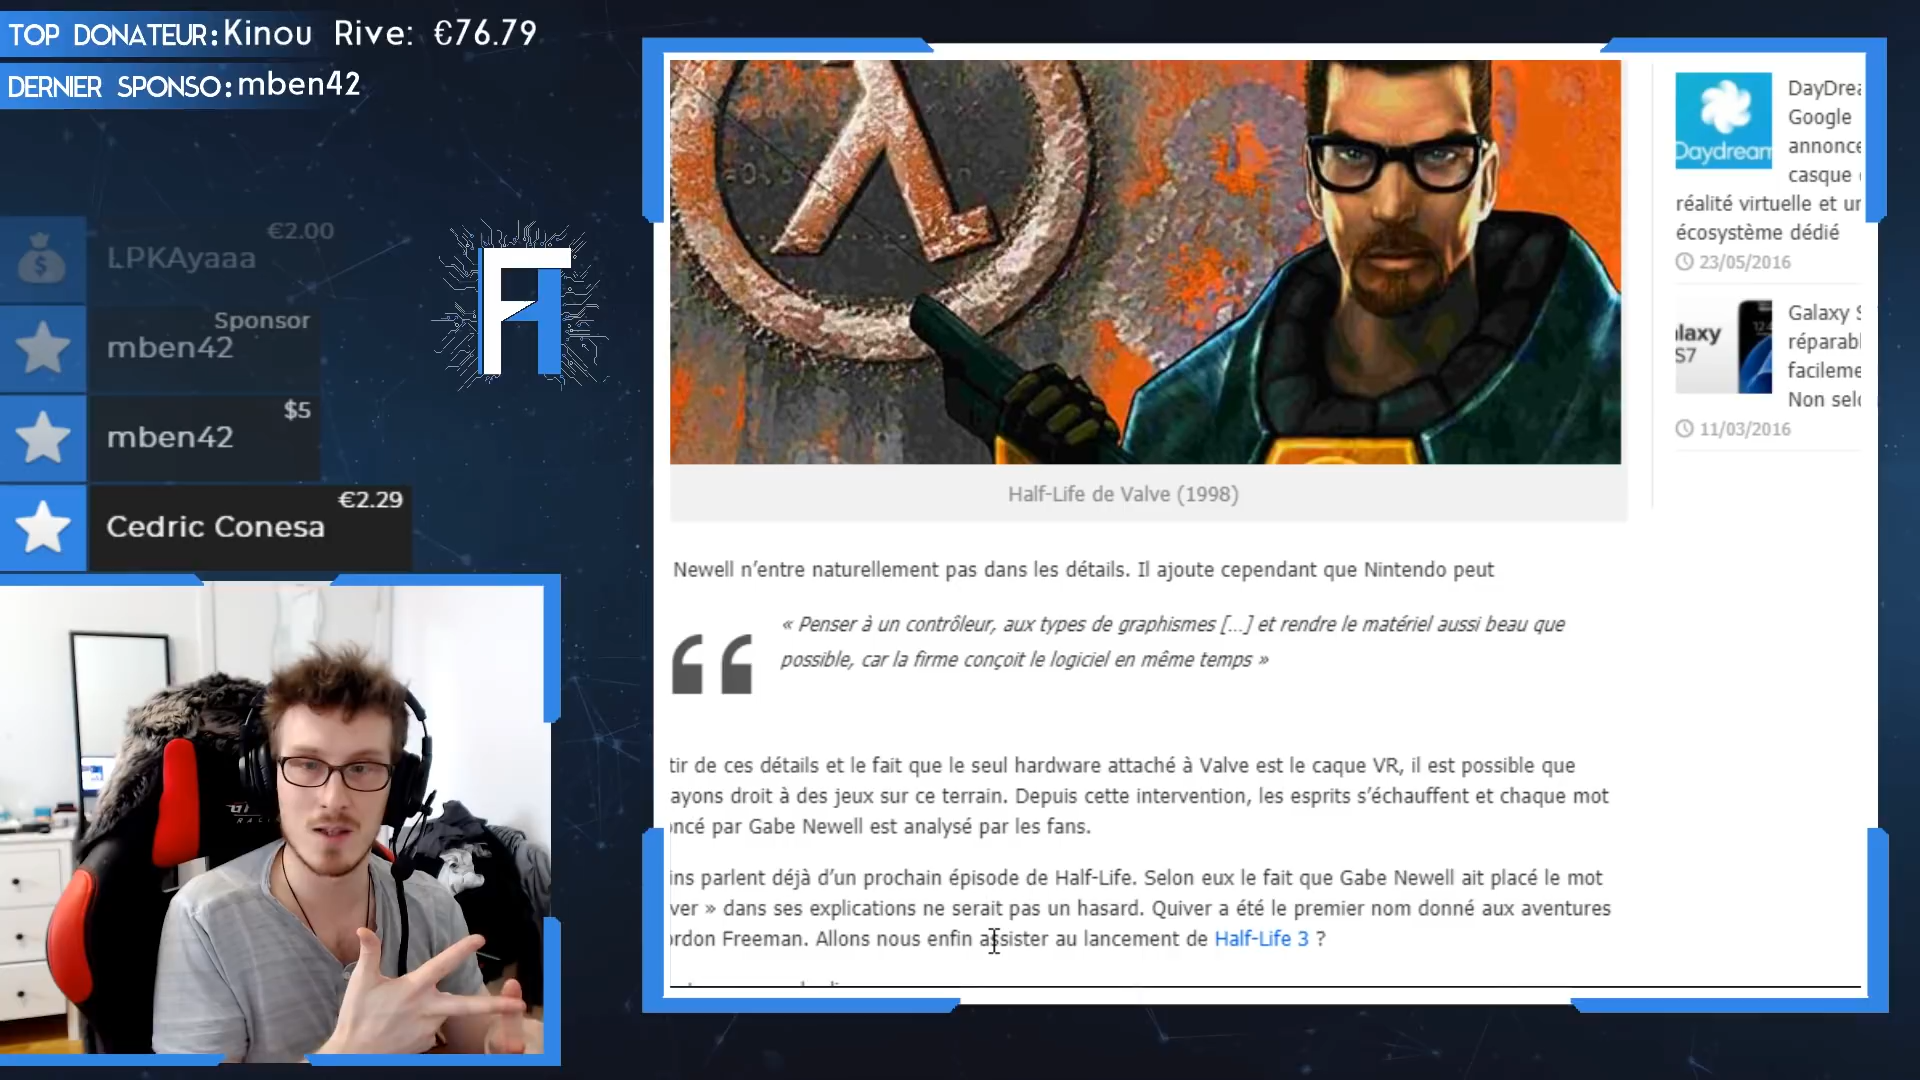 TOP DONATEUR: Kinou Rive: €76.79
DERNIER SPONSO: mben42
€2.00
LPKAyaaa
Sponsor
mben42
$5
mben42
€2.29
Cedric Conesa
Half-Life de Valve (1998)
Newell n’entre naturellement pas dans les détails. Il ajoute cependant que Nintendo peut
« Penser à un contrôleur, aux types de graphismes [...] et rendre le matériel aussi beau que
possible, car la firme conçoit le logiciel en même temps »
tir de ces détails et le fait que le seul hardware attaché à Valve est le caque VR, il est possible que
ayons droit à des jeux sur ce terrain. Depuis cette intervention, les esprits s’échauffent et chaque mot
ncé par Gabe Newell est analysé par les fans.
ins parlent déjà d’un prochain épisode de Half-Life. Selon eux le fait que Gabe Newell ait placé le mot
ver » dans ses explications ne serait pas un hasard. Quiver a été le premier nom donné aux aventures
ordon Freeman. Allons nous enfin assister au lancement de Half-Life 3 ?
Daydream
DayDrea
Google
annonce
casque
réalité virtuelle et un
écosystème dédié
23/05/2016
laxy
S7
Galaxy S
réparabl
facileme
Non selo
11/03/2016